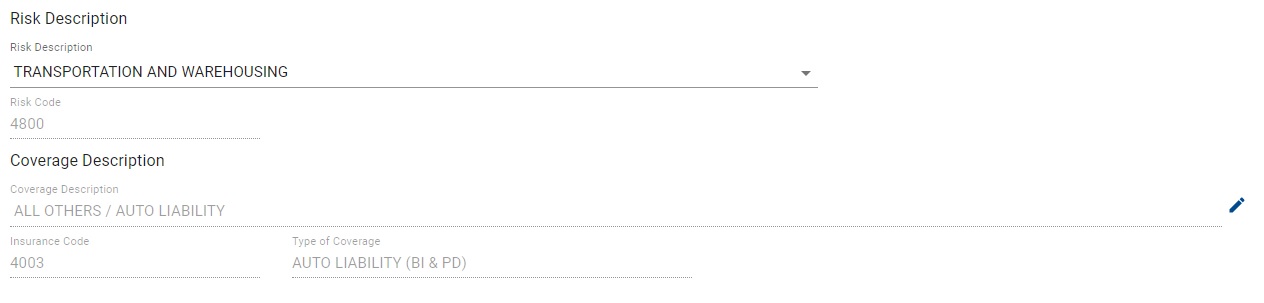 Risk Description
Risk Description
TRANSPORTATION AND WAREHOUSING
Risk Code
4800
Coverage Description
Coverage Description
ALL OTHERS / AUTO LIABILITY
Insurance Code
Type of Coverage
4003
AUTO LIABILITY (BI & PD)